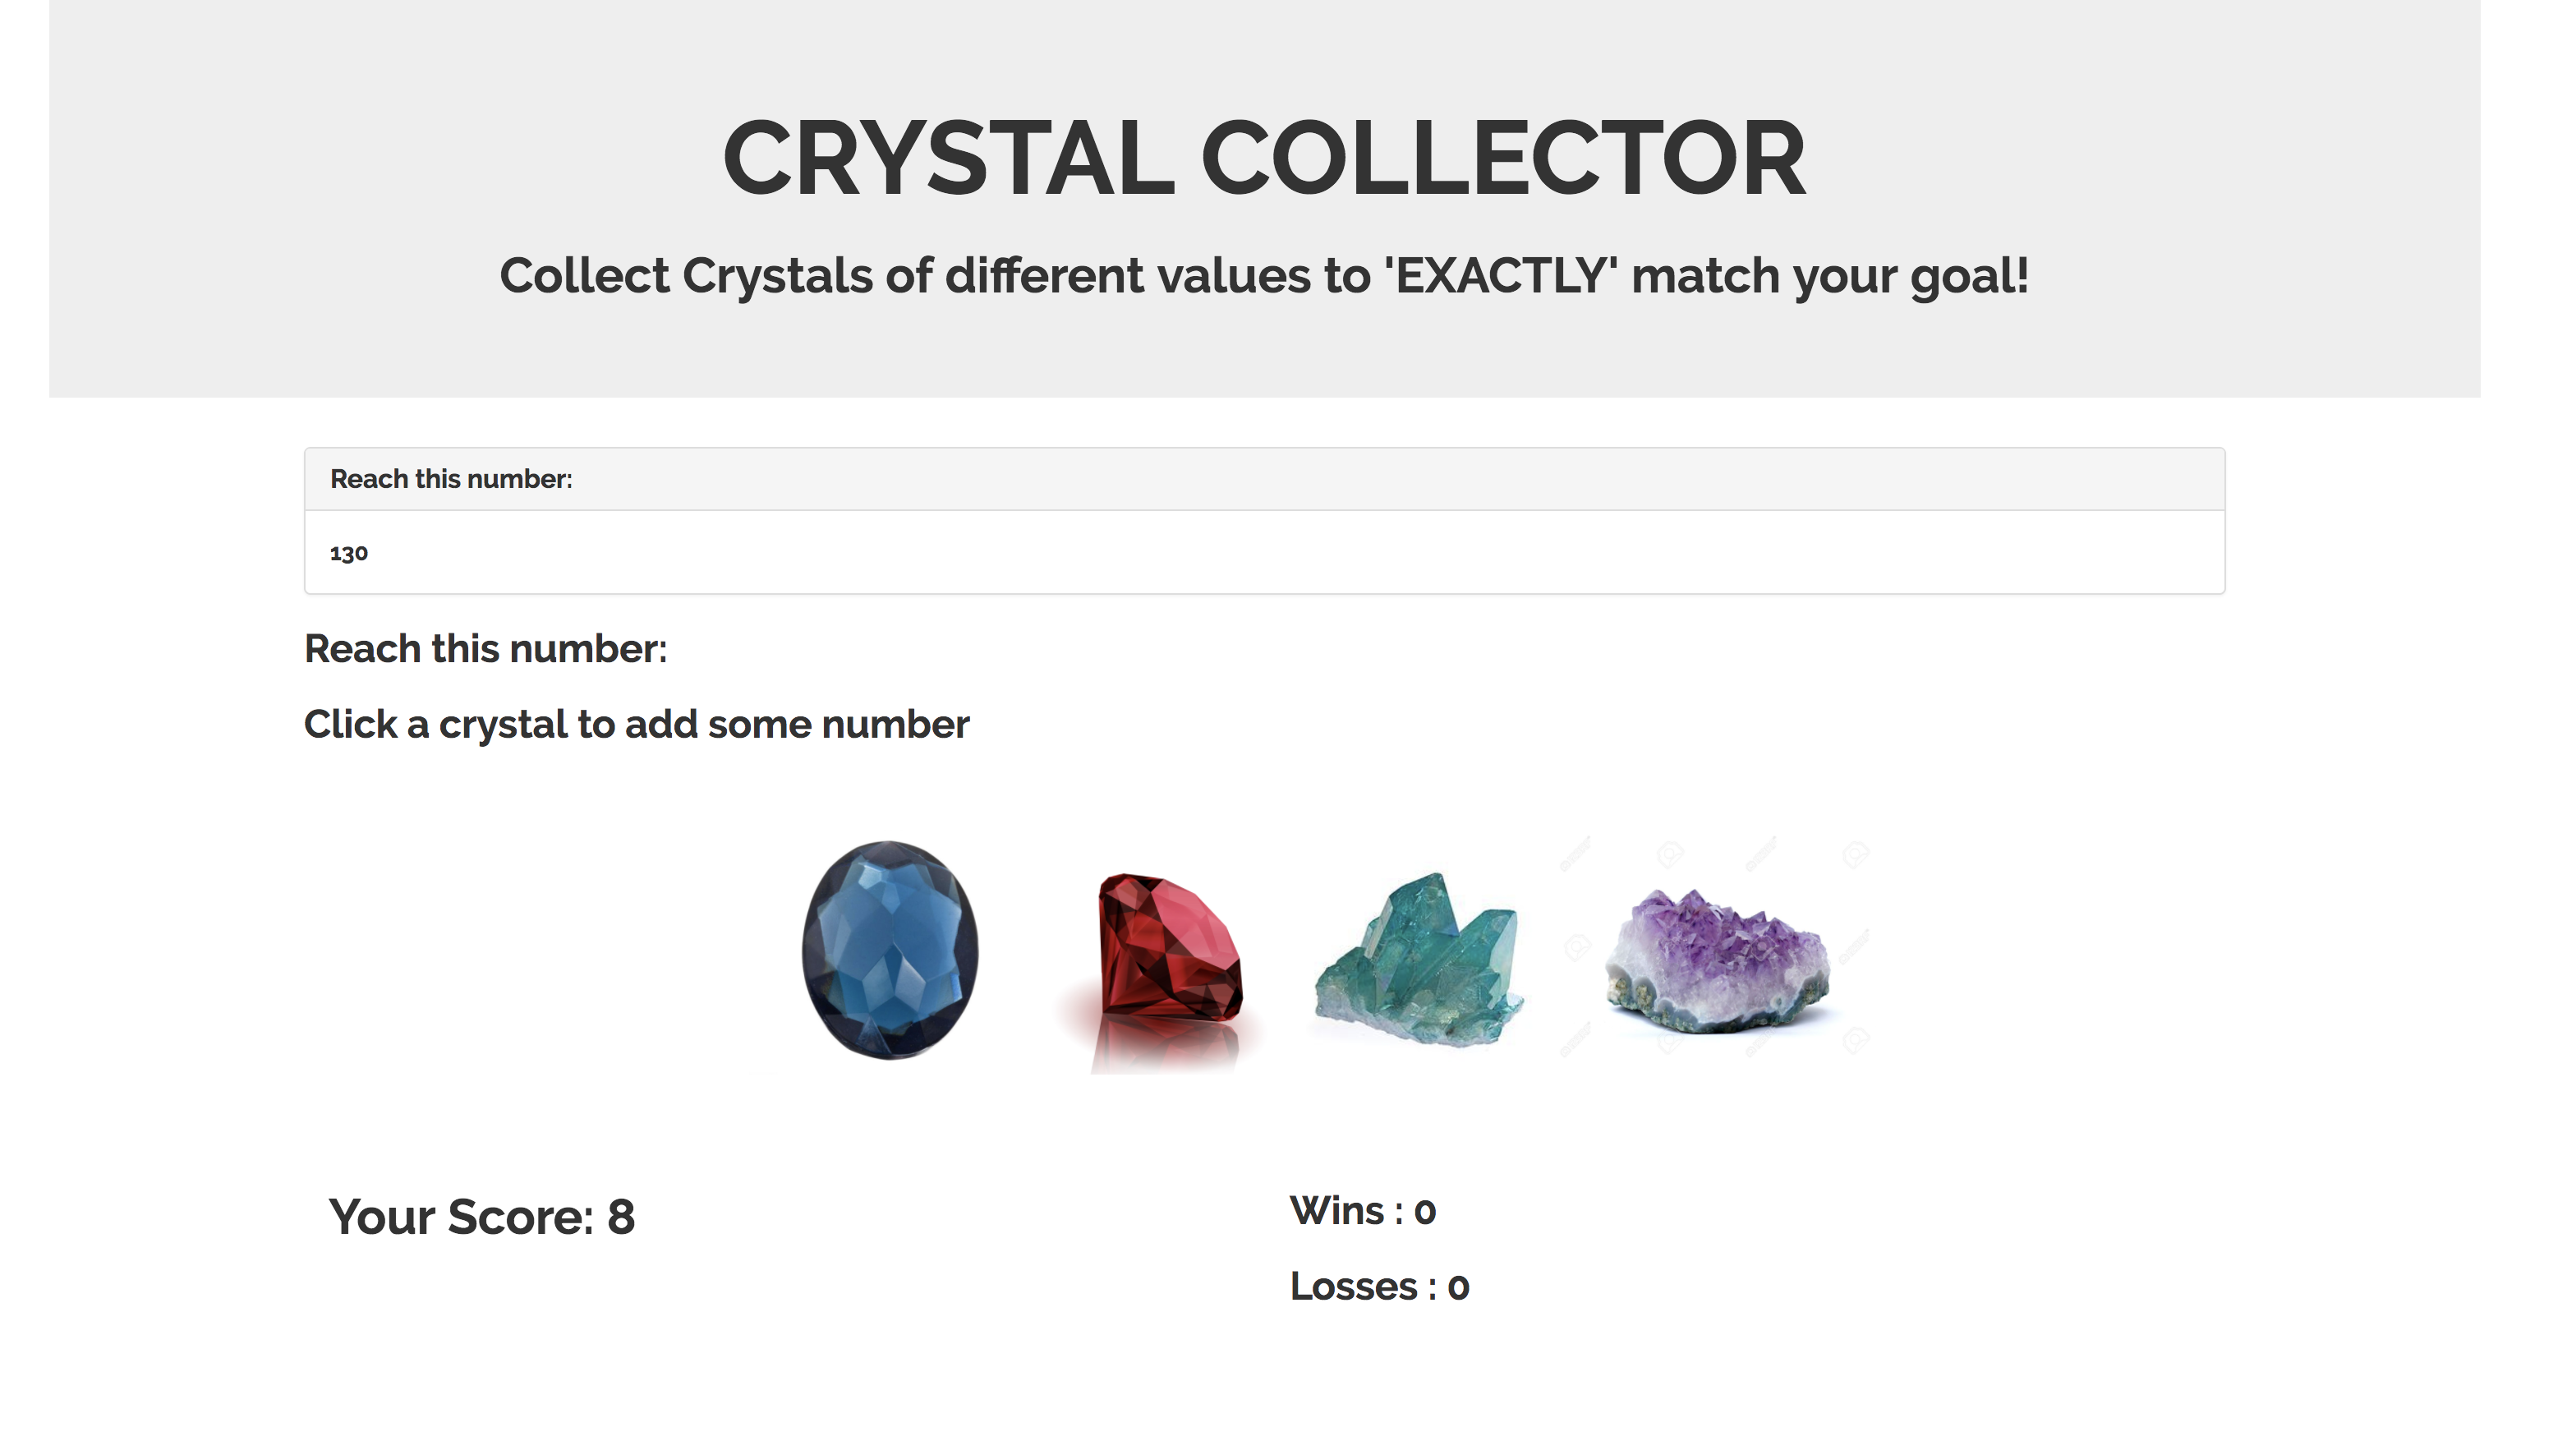 CRYSTAL COLLECTOR
Collect Crystals of different values to 'EXACTLY' match your goal!
Reach this number:
130
Reach this number:
Click a crystal to add some number
Your Score: 8
Wins : 0
Losses : 0